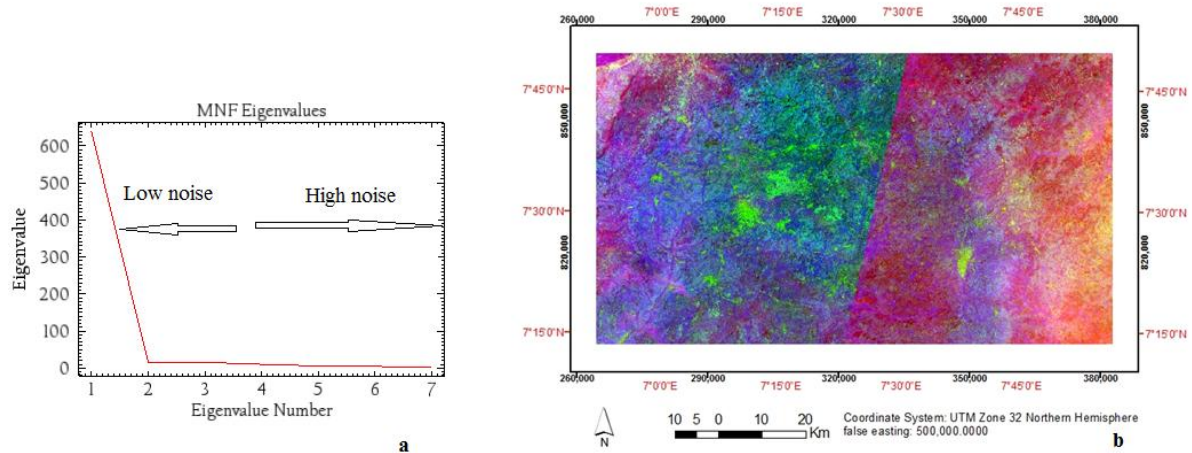 MNF Eigenvalues
600
500
400
300
200
100
0
Eigenvalue
Low noise
High noise
1 2 3 4 5 6 7
Eigenvalue Number
a
7°0'0"E 7°15'0"E 7°30'0"E 7°45'0"E
260,000 290,000 320,000 350,000 380,000
7°45'0"N 7°45'0"N
850,000 850,000
7°30'0"N 7°30'0"N
820,000 820,000
7°15'0"N 7°15'0"N
260,000 290,000 320,000 350,000 380,000
7°0'0"E 7°15'0"E 7°30'0"E 7°45'0"E
N
10 5 0 10 20
Km
Coordinate System: UTM Zone 32 Northern Hemisphere
false easting: 500,000.0000
b